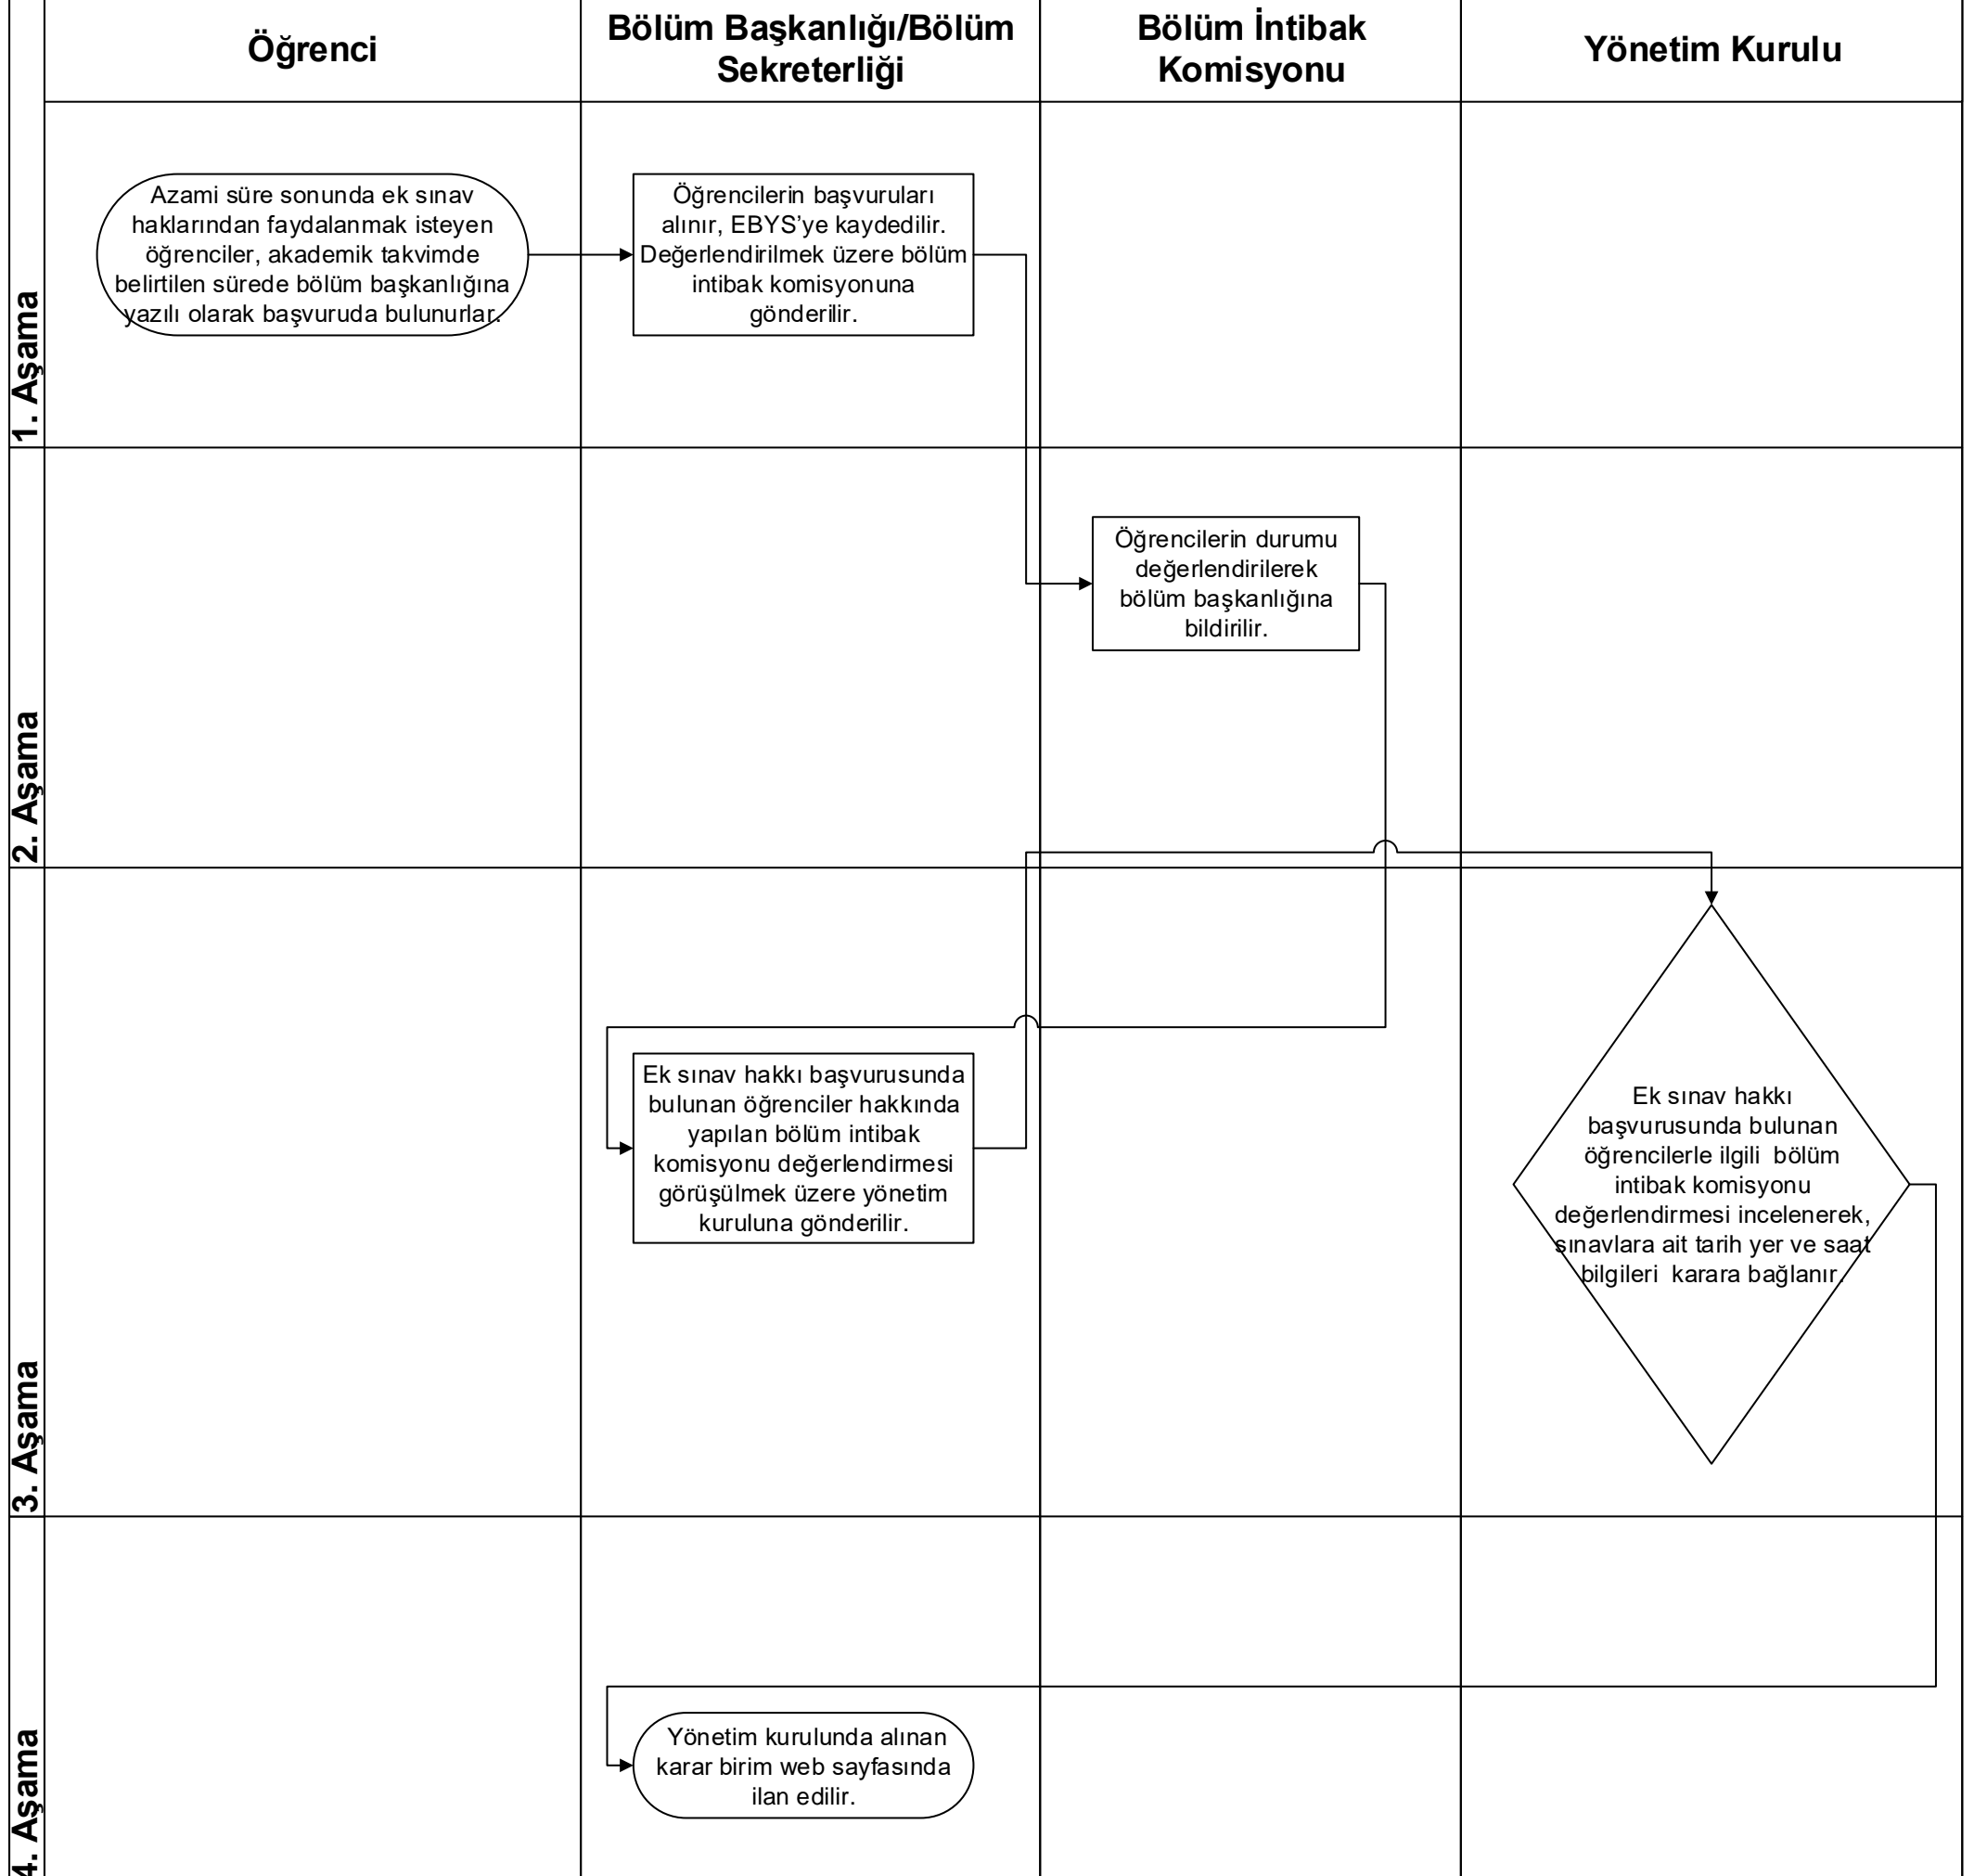 Öğrenci
Bölüm Başkanlığı/Bölüm
Sekreterliği
Bölüm İntibak
Komisyonu
Yönetim Kurulu
1. Aşama
Azami süre sonunda ek sınav
haklarından faydalanmak isteyen
öğrenciler, akademik takvimde
belirtilen sürede bölüm başkanlığına
yazılı olarak başvuruda bulunurlar.
Öğrencilerin başvuruları
alınır, EBYS’ye kaydedilir.
Değerlendirilmek üzere bölüm
intibak komisyonuna
gönderilir.
2. Aşama
Öğrencilerin durumu
değerlendirilerek
bölüm başkanlığına
bildirilir.
3. Aşama
Ek sınav hakkı başvurusunda
bulunan öğrenciler hakkında
yapılan bölüm intibak
komisyonu değerlendirmesi
görüşülmek üzere yönetim
kuruluna gönderilir.
Ek sınav hakkı
başvurusunda bulunan
öğrencilerle ilgili  bölüm
intibak komisyonu
değerlendirmesi incelenerek,
sınavlara ait tarih yer ve saat
bilgileri  karara bağlanır.
4. Aşama
Yönetim kurulunda alınan
karar birim web sayfasında
ilan edilir.